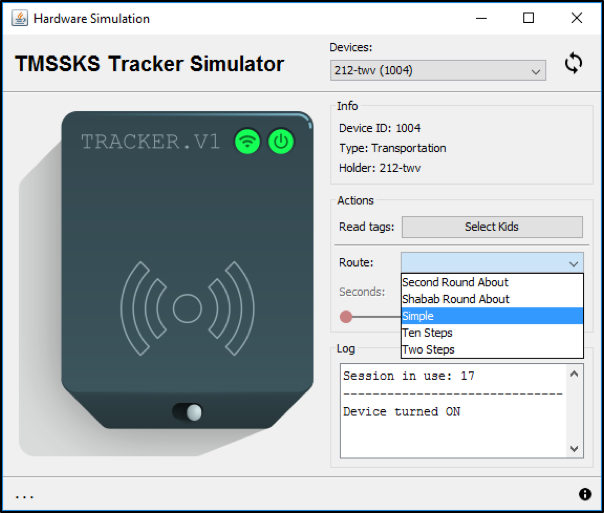 Hardware Simulation
TMSSKS Tracker Simulator
Devices:
212-twv (1004)
TRACKER.V1
Info
Device ID: 1004
Type: Transportation
Holder: 212-twv
Actions
Read tags: Select Kids
Route:
Second Round About
Shabab Round About
Simple
Ten Steps
Two Steps
Seconds:
Log
Session in use: 17
--------------------------------
Device turned ON
...